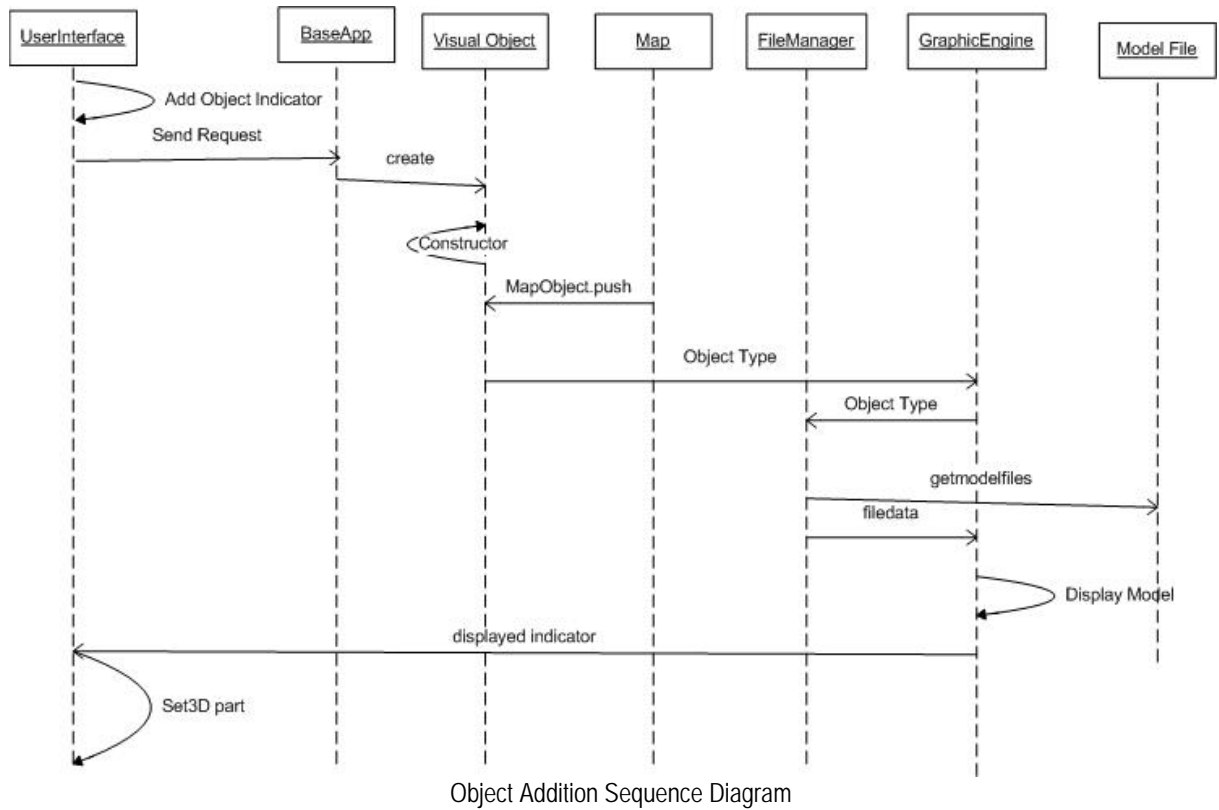 UserInterface
BaseApp
Visual Object
Map
FileManager
GraphicEngine
Model File
Add Object Indicator
Send Request
create
Constructor
MapObject.push
Object Type
Object Type
getmodelfiles
filedata
Display Model
displayed indicator
Set3D part
Object Addition Sequence Diagram